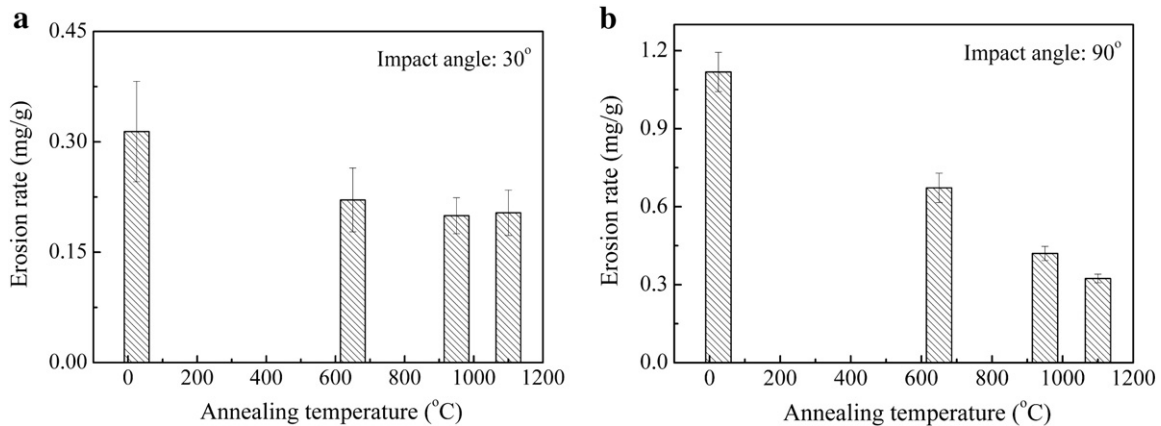 a
Impact angle: 30°
Erosion rate (mg/g)
0.45
0.30
0.15
0.00
0 200 400 600 800 1000 1200
Annealing temperature (°C)
b
Impact angle: 90°
Erosion rate (mg/g)
1.2
0.9
0.6
0.3
0.0
0 200 400 600 800 1000 1200
Annealing temperature (°C)